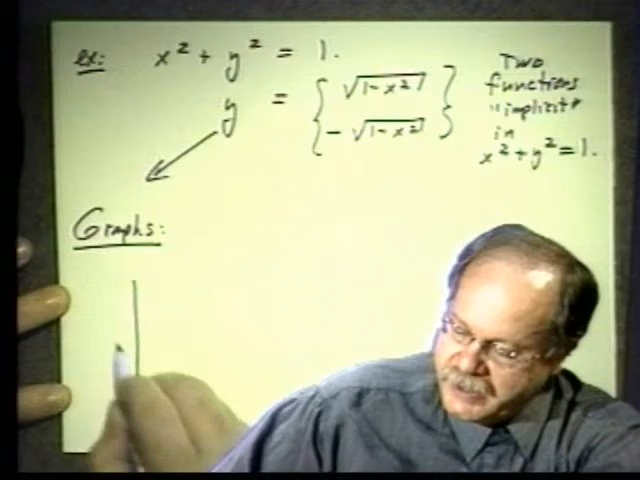 ex: x² + y² = 1.
y = { √(1-x²)
-√(1-x²) }
Two
functions
"implicit"
in
x² + y² = 1.
Graphs: